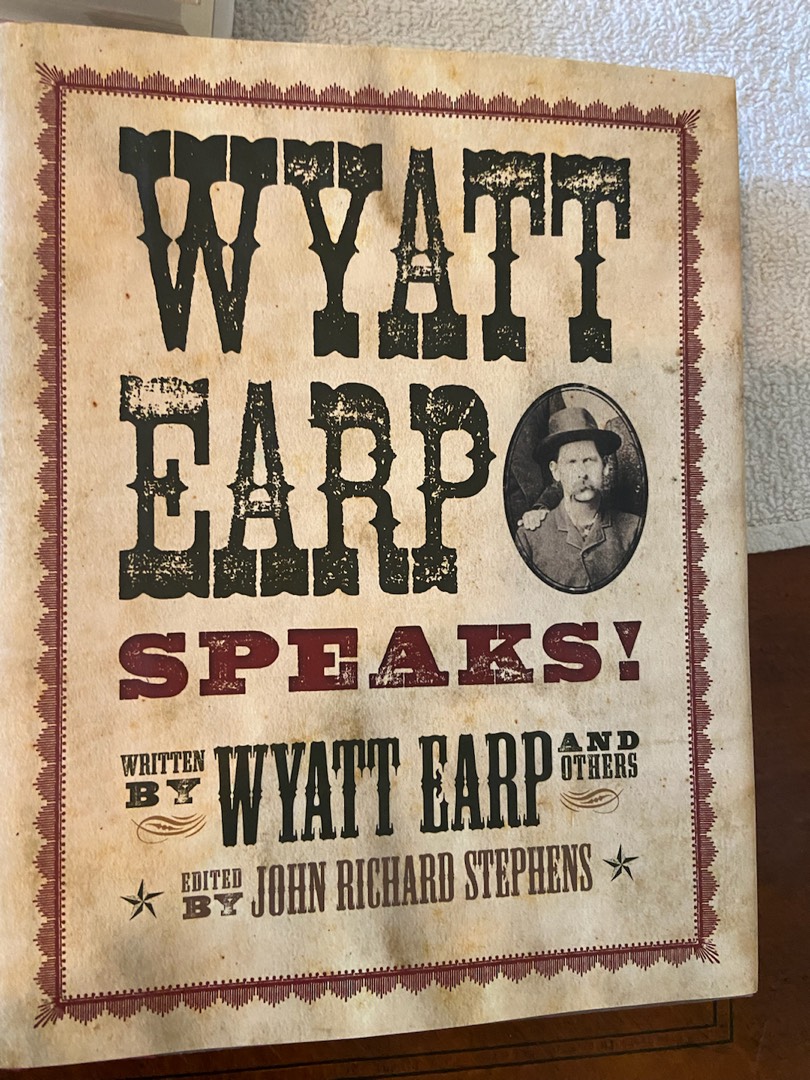 WYATT
EARP
SPEAKS!
WRITTEN BY WYATT EARP AND OTHERS
EDITED BY JOHN RICHARD STEPHENS